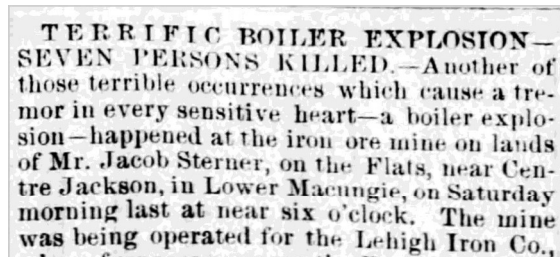 TERRIFIC BOILER EXPLOSION—
SEVEN PERSONS KILLED.—Another of
those terrible occurrences which cause a tre-
mor in every sensitive heart—a boiler explo-
sion—happened at the iron ore mine on lands
of Mr. Jacob Sterner, on the Flats, near Cen-
tre Jackson, in Lower Macungie, on Saturday
morning last at near six o'clock. The mine
was being operated for the Lehigh Iron Co.,